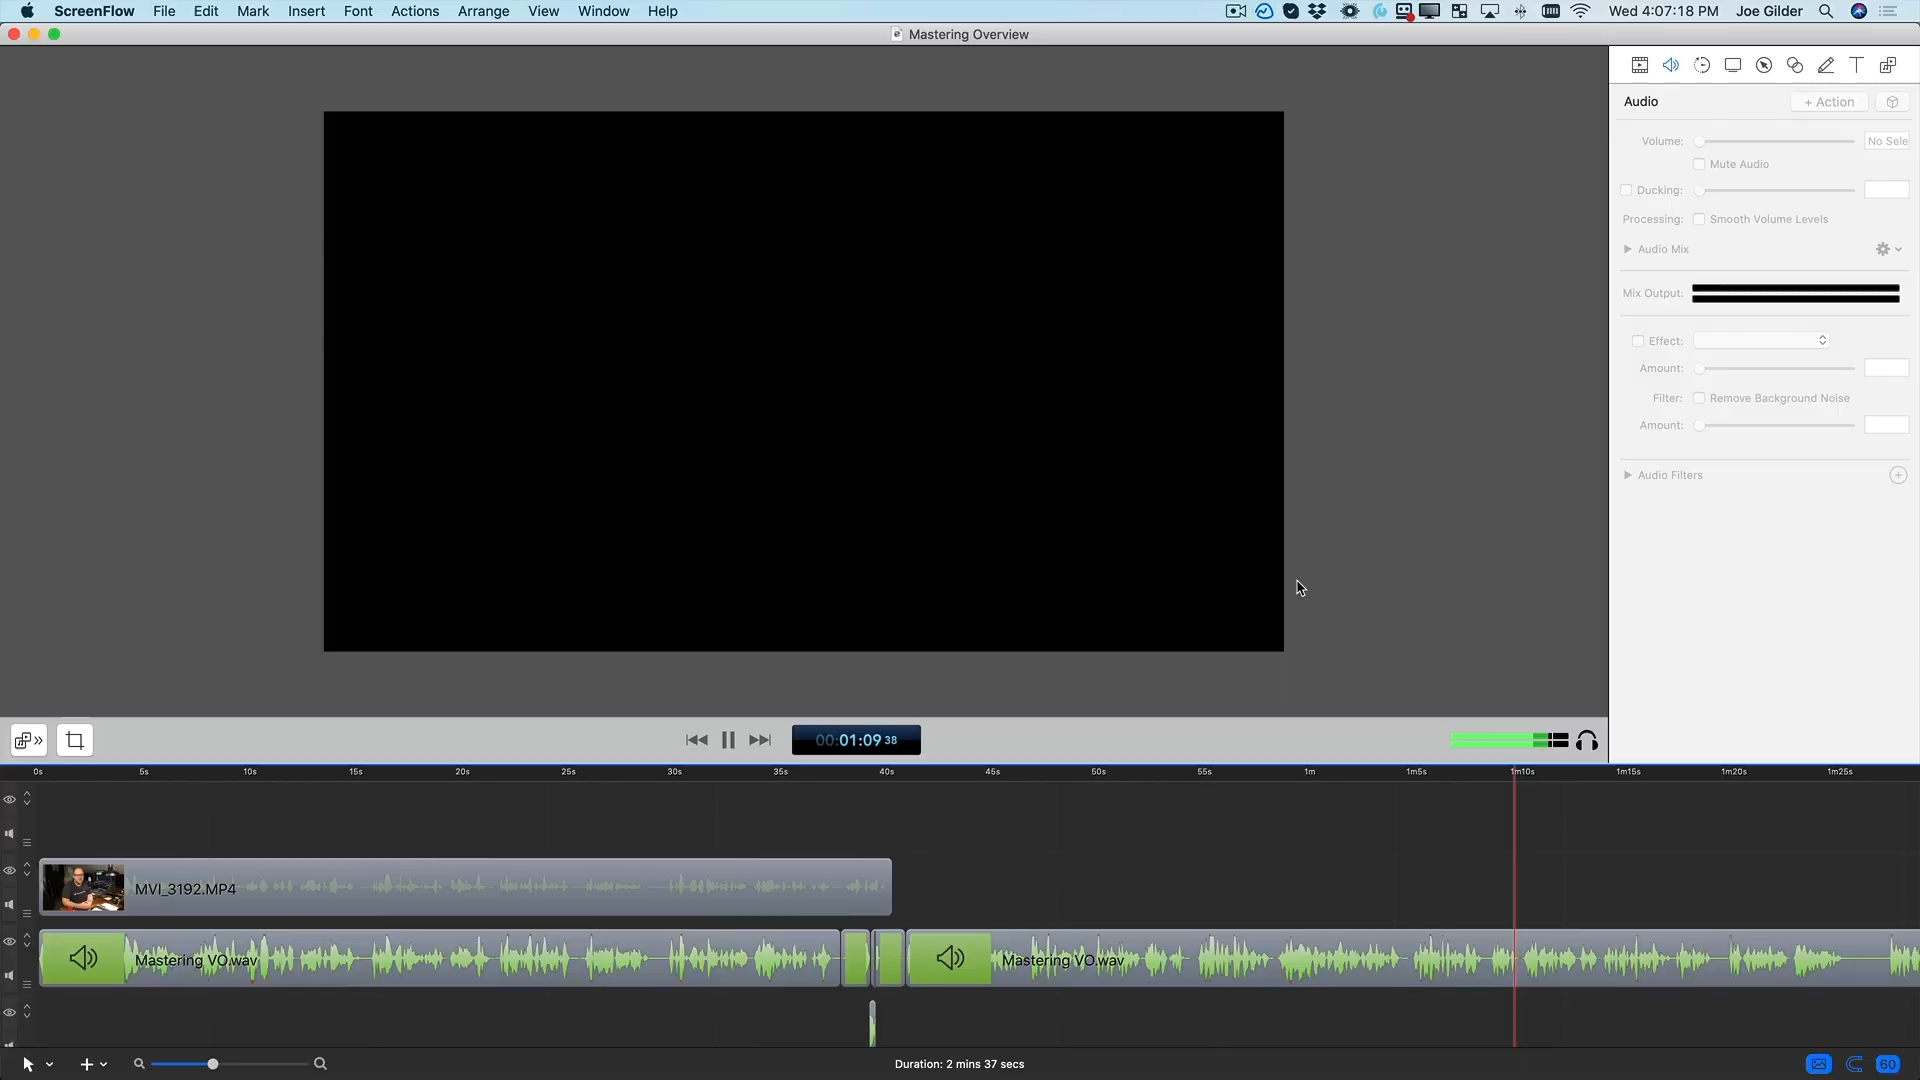 ScreenFlow File Edit Mark Insert Font Actions Arrange View Window Help Wed 4:07:18 PM Joe Gilder
Mastering Overview
Audio + Action
Volume: No Sele
Mute Audio
Ducking:
Processing: Smooth Volume Levels
Audio Mix
Mix Output:
Effect:
Amount:
Filter: Remove Background Noise
Amount:
Audio Filters
00:01:09 38
0s 5s 10s 15s 20s 25s 30s 35s 40s 45s 50s 55s 1m 1m5s 1m10s 1m15s 1m20s 1m25s
MVI_3192.MP4
Mastering VO.wav Mastering VO.wav
Duration: 2 mins 37 secs
60